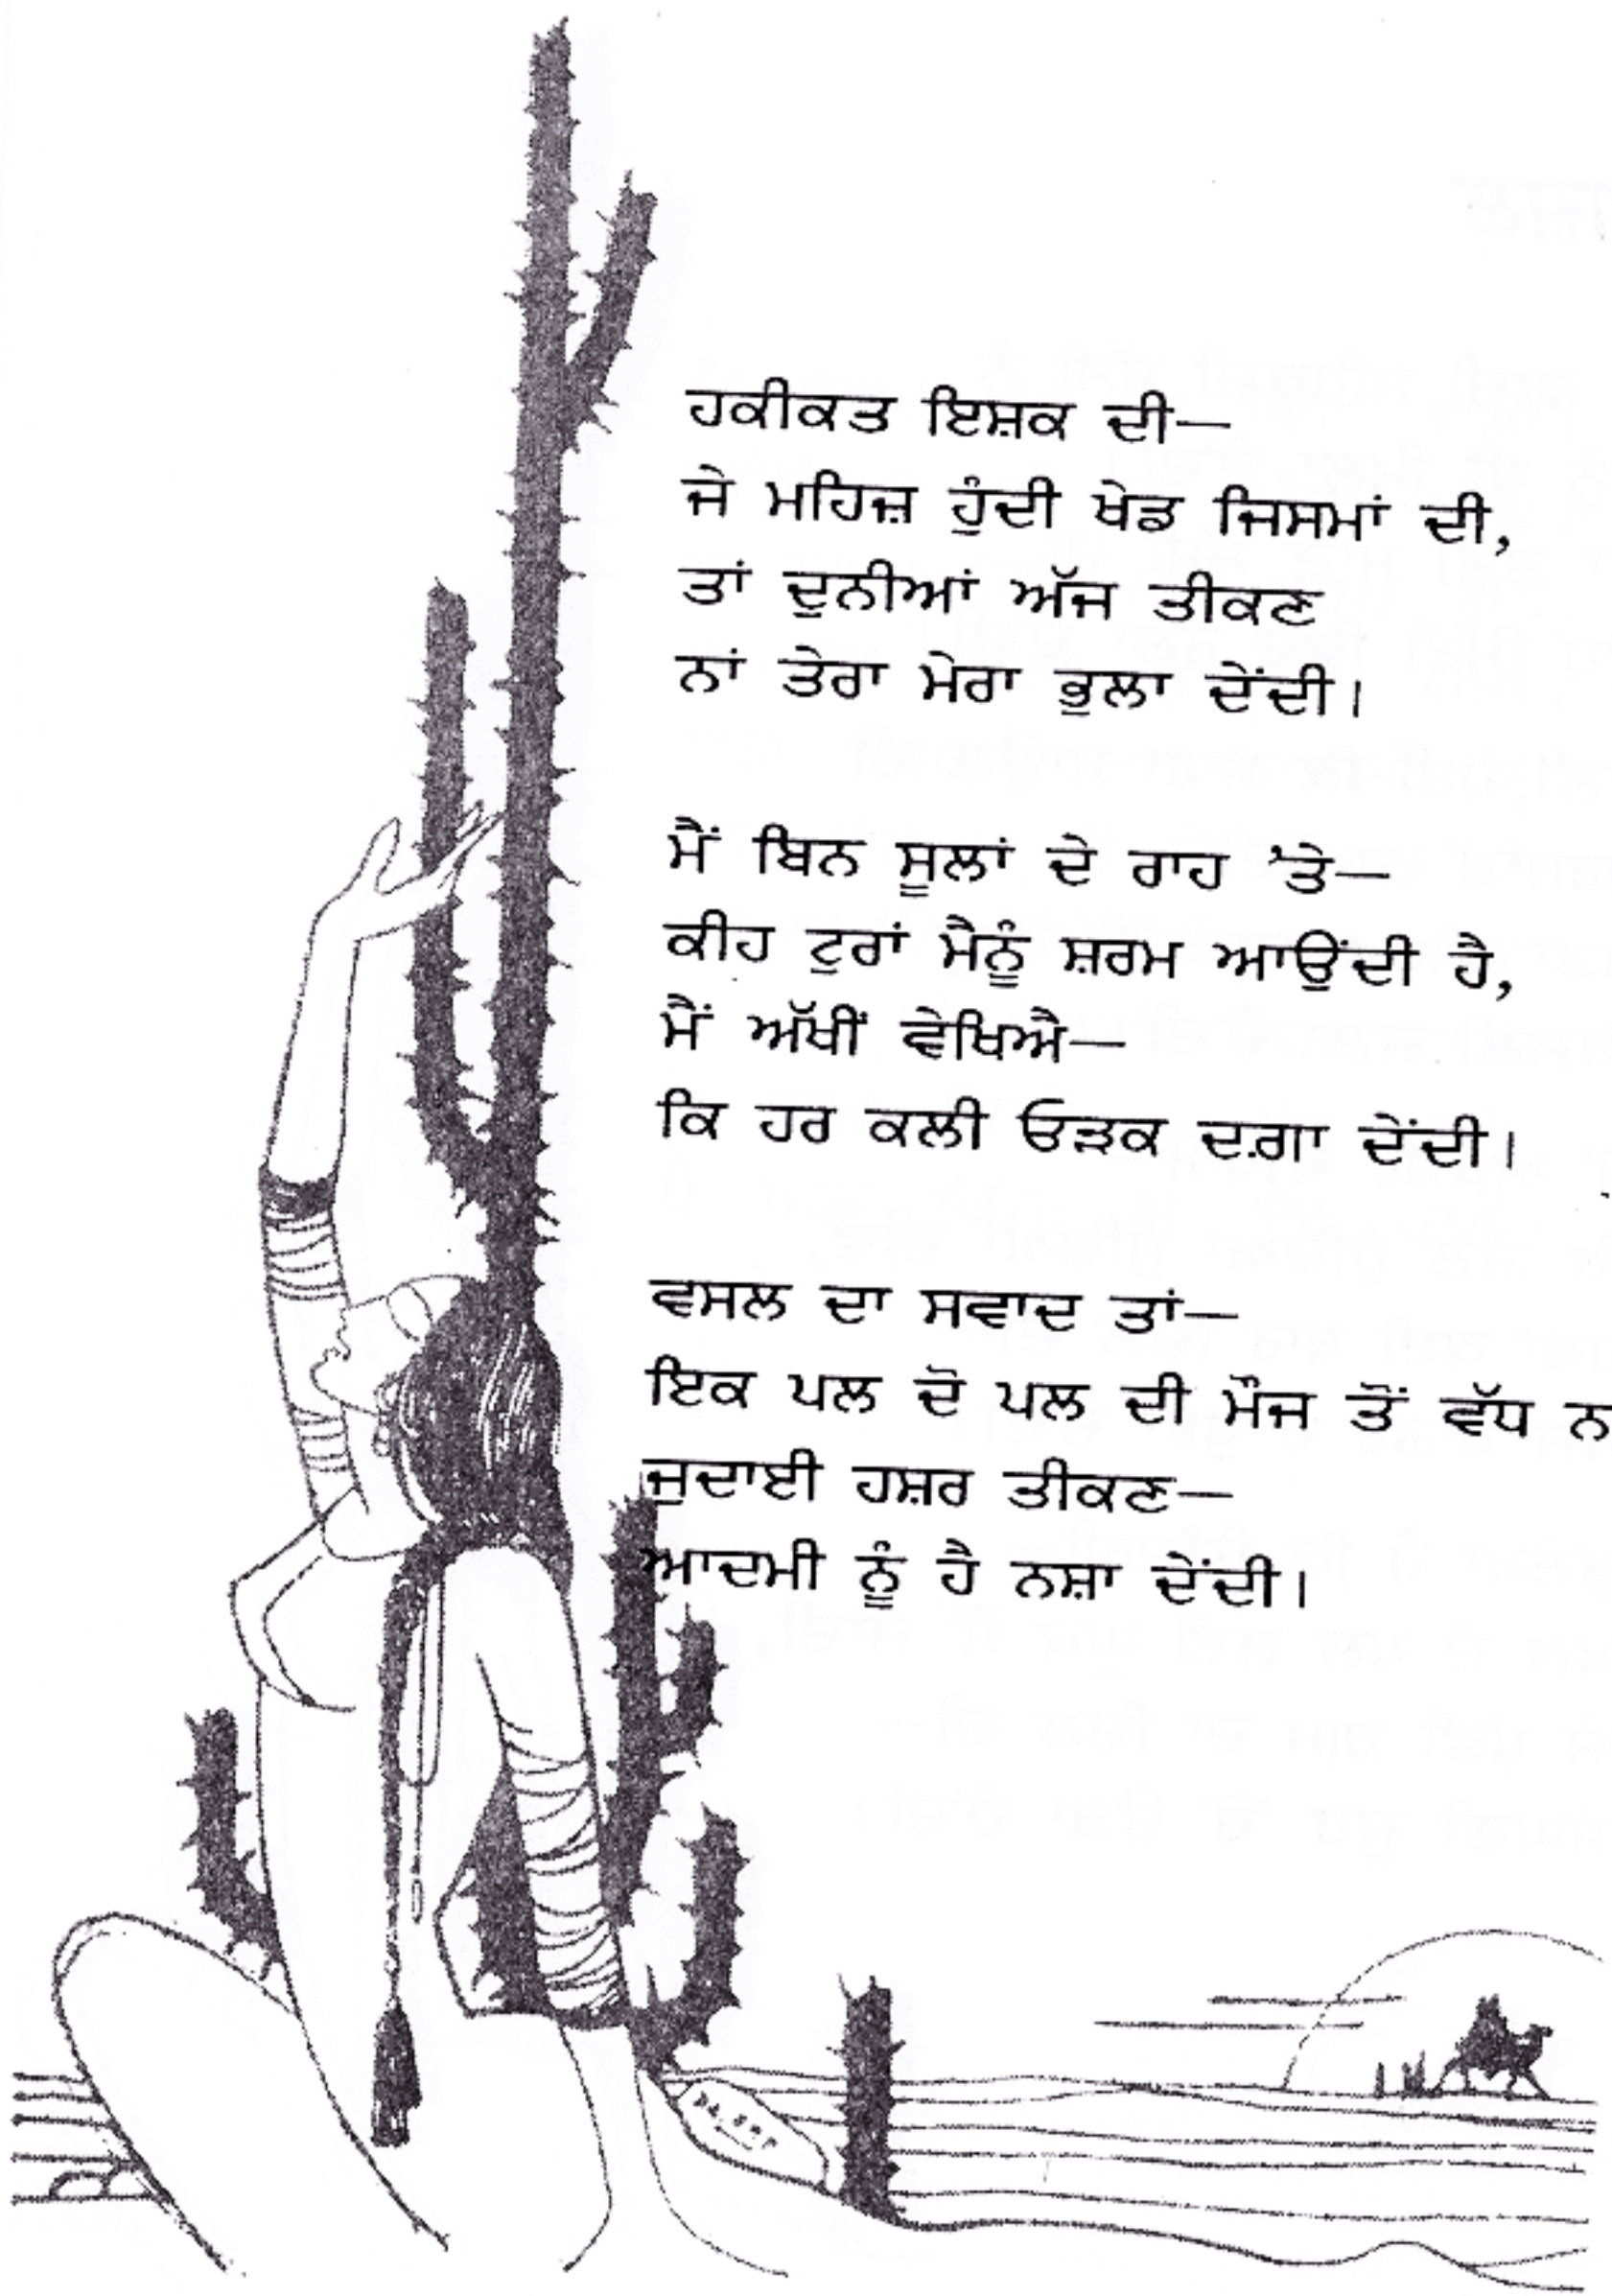 ਹਕੀਕਤ ਇਸ਼ਕ ਦੀ—
ਜੇ ਮਹਿਜ਼ ਹੁੰਦੀ ਖੇਡ ਜਿਸਮਾਂ ਦੀ,
ਤਾਂ ਦੁਨੀਆਂ ਅੱਜ ਤੀਕਣ
ਨਾਂ ਤੇਰਾ ਮੇਰਾ ਭੁਲਾ ਦੇਂਦੀ।
ਮੈਂ ਬਿਨ ਸੂਲਾਂ ਦੇ ਰਾਹ ’ਤੇ—
ਕੀਹ ਟੁਰਾਂ ਮੈਨੂੰ ਸ਼ਰਮ ਆਉਂਦੀ ਹੈ,
ਮੈਂ ਅੱਖੀਂ ਵੇਖਿਐ—
ਕਿ ਹਰ ਕਲੀ ਓੜਕ ਦਗ਼ਾ ਦੇਂਦੀ।
ਵਸਲ ਦਾ ਸਵਾਦ ਤਾਂ—
ਇਕ ਪਲ ਦੋ ਪਲ ਦੀ ਮੌਜ ਤੋਂ ਵੱਧ ਨ
ਜੁਦਾਈ ਹਸ਼ਰ ਤੀਕਣ—
ਆਦਮੀ ਨੂੰ ਹੈ ਨਸ਼ਾ ਦੇਂਦੀ।